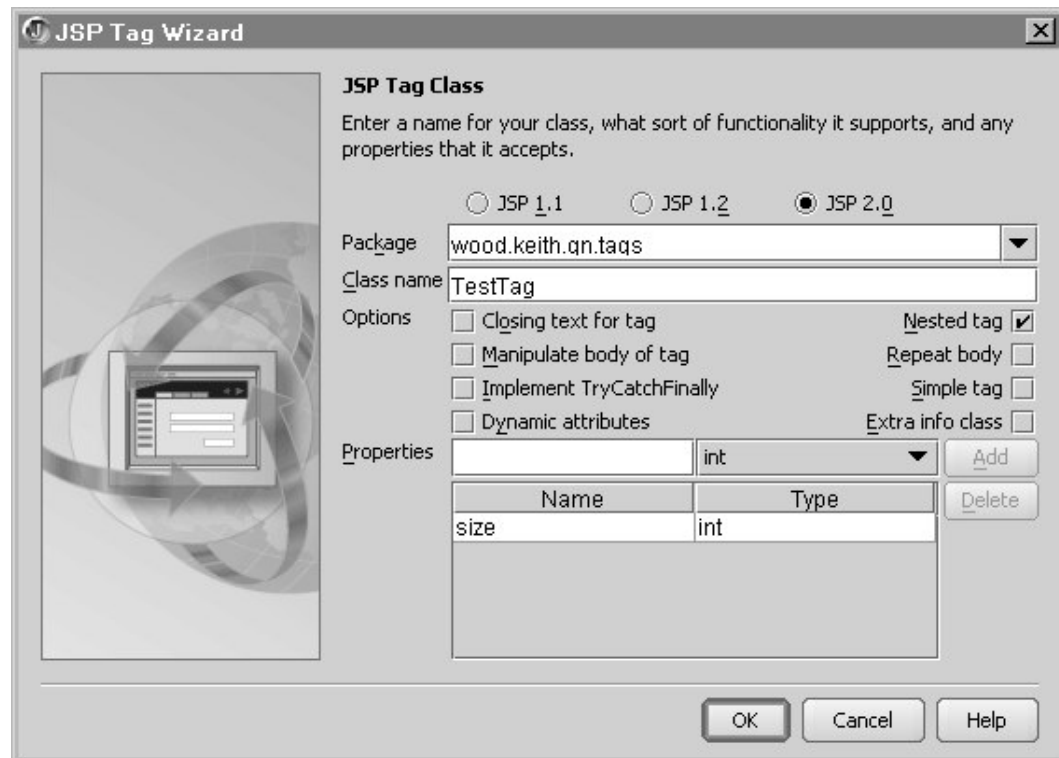 JSP Tag Wizard
JSP Tag Class
Enter a name for your class, what sort of functionality it supports, and any
properties that it accepts.
JSP 1.1 JSP 1.2 JSP 2.0
Package wood.keith.gn.tags
Class name TestTag
Options Closing text for tag Nested tag
Manipulate body of tag Repeat body
Implement TryCatchFinally Simple tag
Dynamic attributes Extra info class
Properties int Add
Name Type Delete
size int
OK Cancel Help